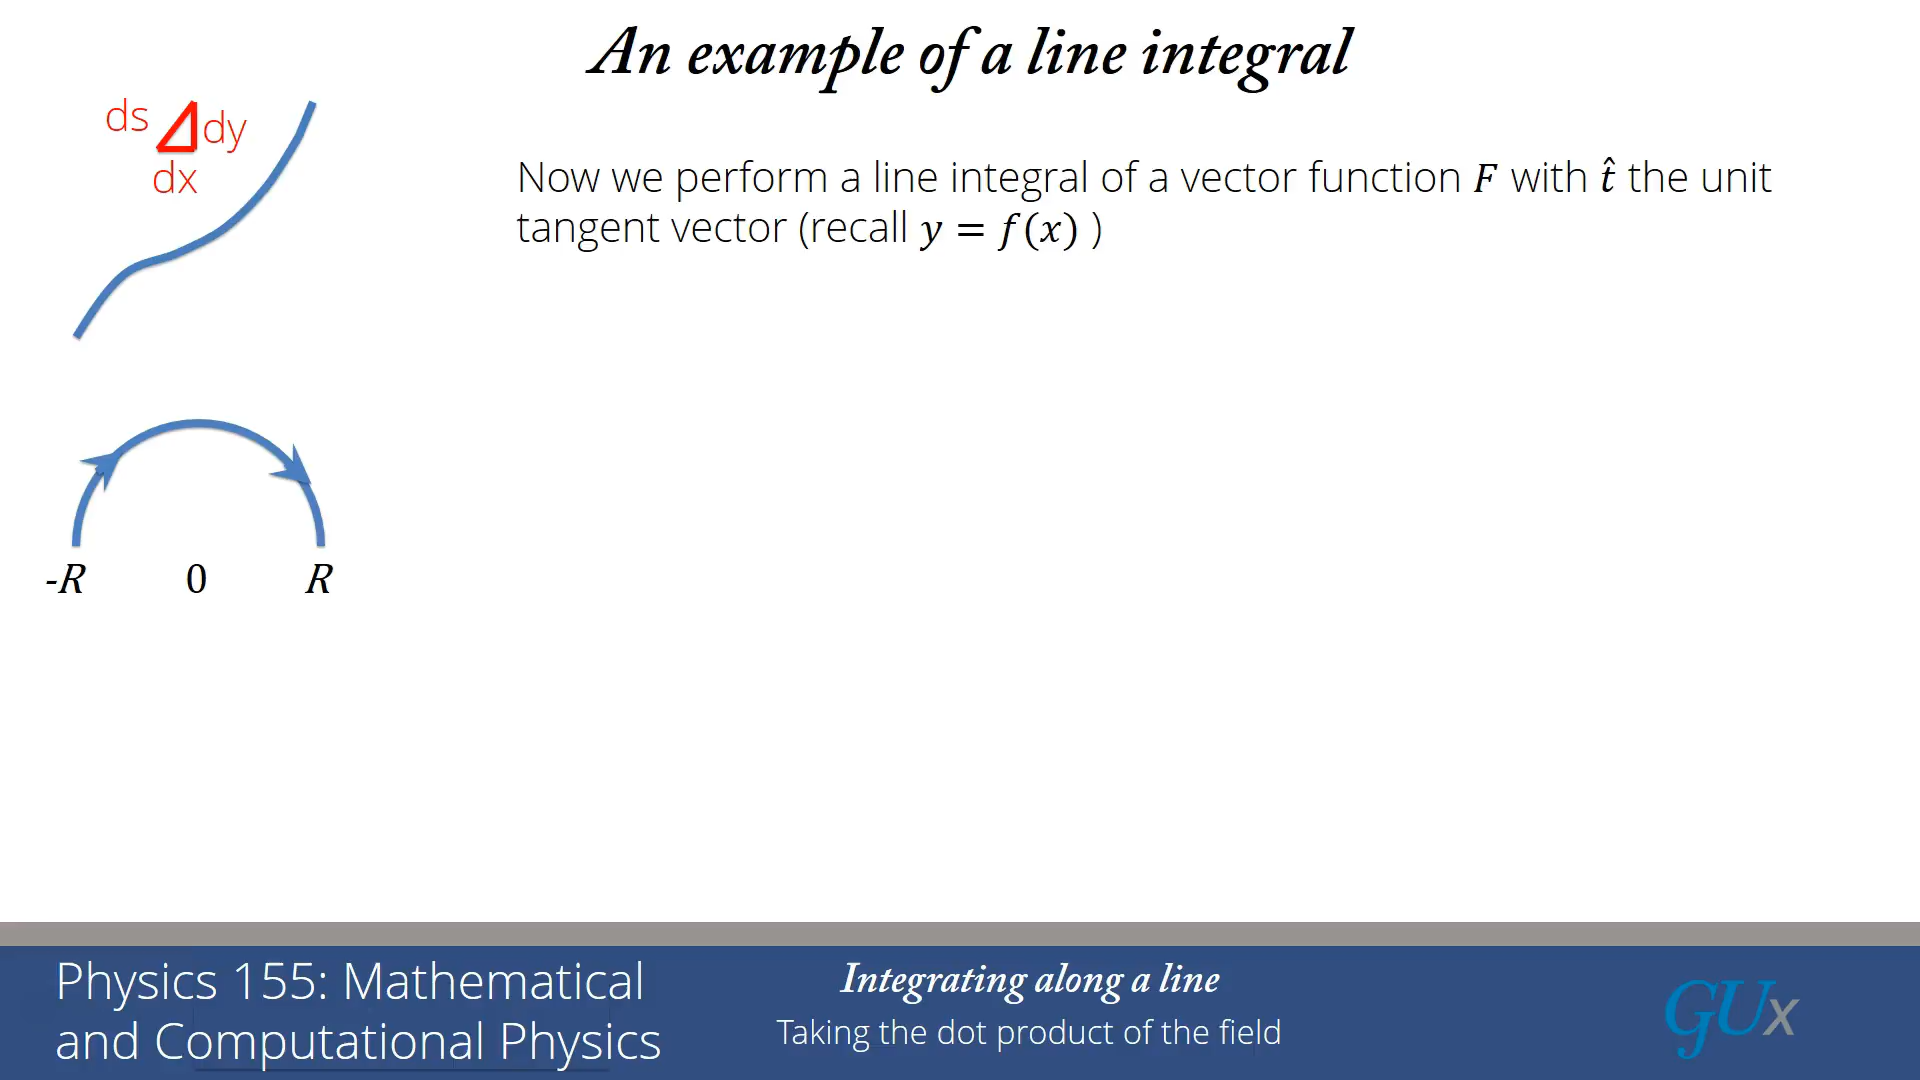 An example of a line integral
ds
dy
dx
Now we perform a line integral of a vector function F with t̂ the unit
tangent vector (recall y = f(x) )
-R 0 R
Physics 155: Mathematical
and Computational Physics
Integrating along a line
Taking the dot product of the field
GUx